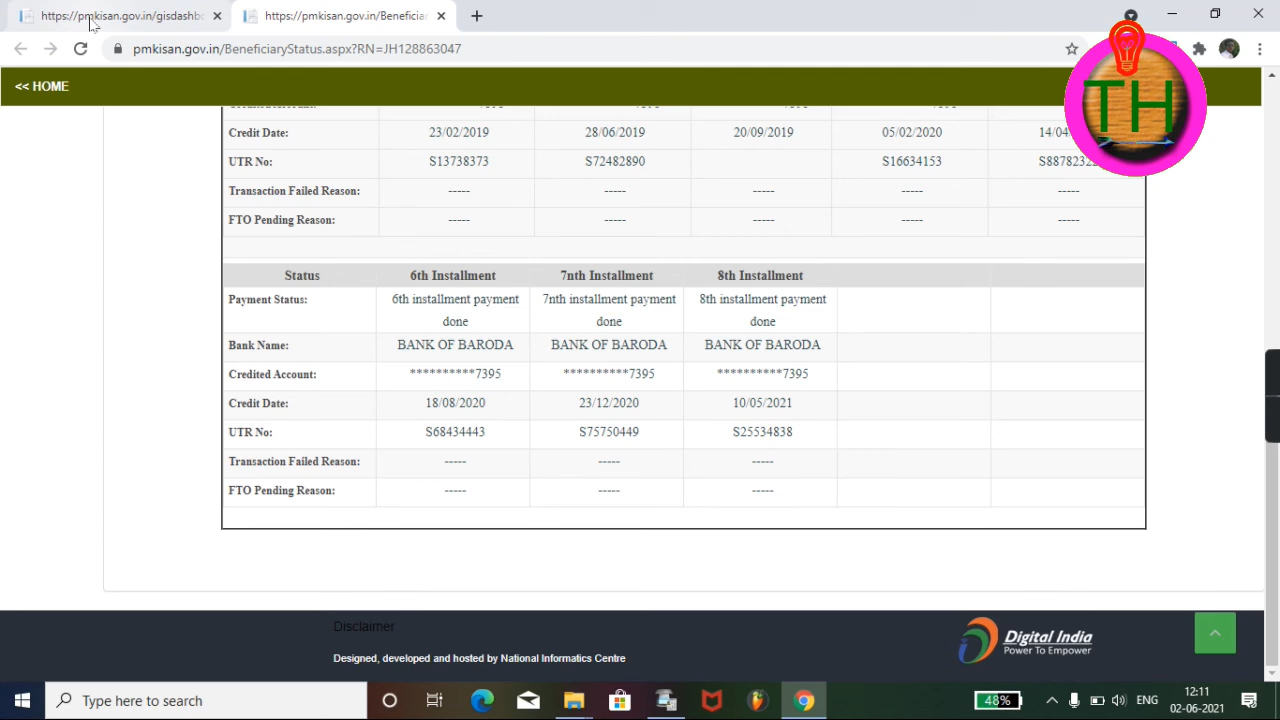 https://pmkisan.gov.in/gisdashbo
https://pmkisan.gov.in/Beneficiar
pmkisan.gov.in/BeneficiaryStatus.aspx?RN=JH128863047
<< HOME
TH
Credit Date: 23/02/2019 28/06/2019 20/09/2019 05/02/2020 14/04
UTR No: S13738373 S72482890 S16634153 S8878232
Transaction Failed Reason: ----- ----- ----- ----- -----
FTO Pending Reason: ----- ----- ----- ----- -----
Status 6th Installment 7nth Installment 8th Installment
Payment Status: 6th installment payment 7nth installment payment 8th installment payment
done done done
Bank Name: BANK OF BARODA BANK OF BARODA BANK OF BARODA
Credited Account: **********7395 **********7395 **********7395
Credit Date: 18/08/2020 23/12/2020 10/05/2021
UTR No: S68434443 S75750449 S25534838
Transaction Failed Reason: ----- ----- -----
FTO Pending Reason: ----- ----- -----
Disclaimer
Designed, developed and hosted by National Informatics Centre
Digital India
Power To Empower
Type here to search
48%
ENG
12:11
02-06-2021